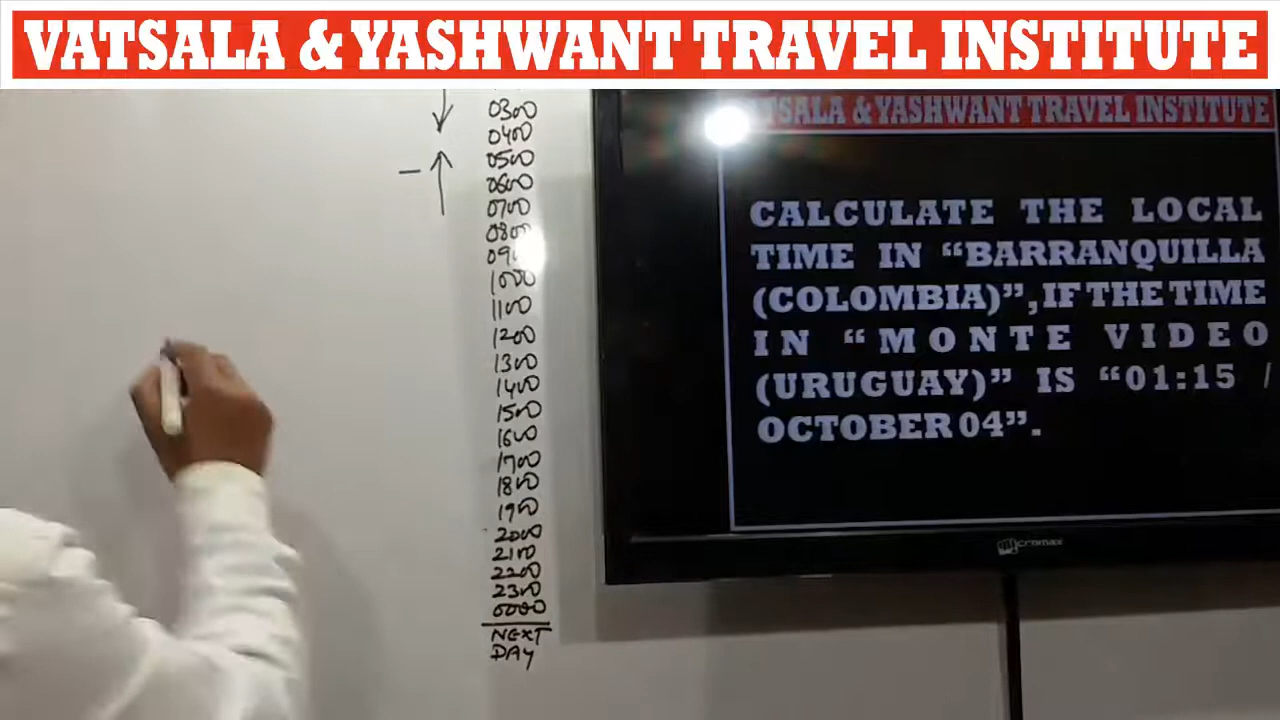 VATSALA & YASHWANT TRAVEL INSTITUTE
0300
0400
0500
0600
0700
0800
1000
1100
1200
1300
1400
1500
1600
1700
1800
1900
2000
2100
2200
2300
0000
NEXT
DAY
TSALA & YASHWANT TRAVEL INSTITUTE
CALCULATE THE LOCAL
TIME IN “BARRANQUILLA
(COLOMBIA)”, IF THE TIME
IN “MONTE VIDEO
(URUGUAY)” IS “01:15 /
OCTOBER 04”.
micromax